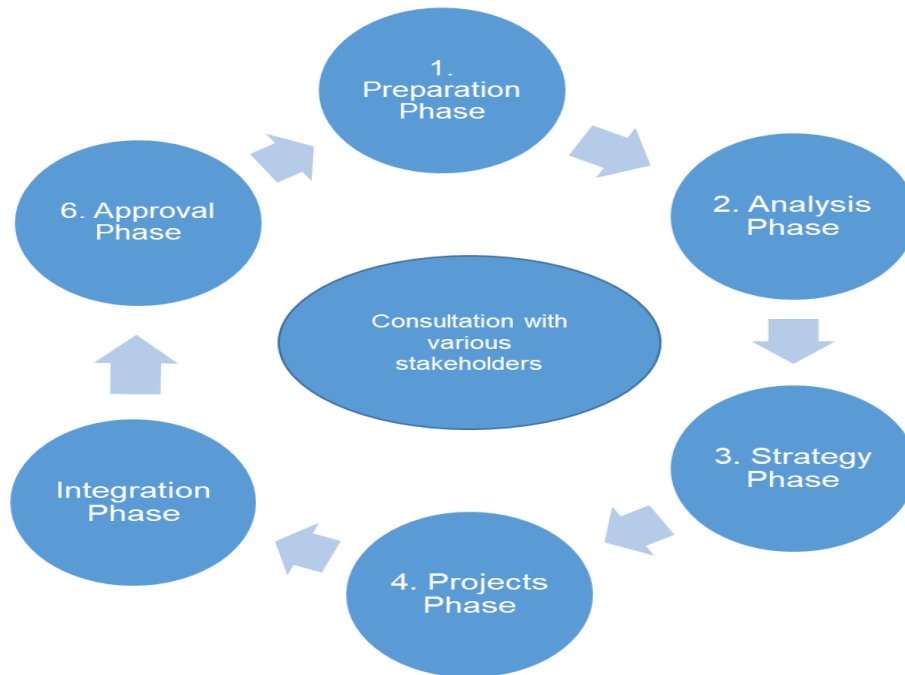 1.
Preparation
Phase
2. Analysis
Phase
3. Strategy
Phase
4. Projects
Phase
Integration
Phase
6. Approval
Phase
Consultation with
various
stakeholders